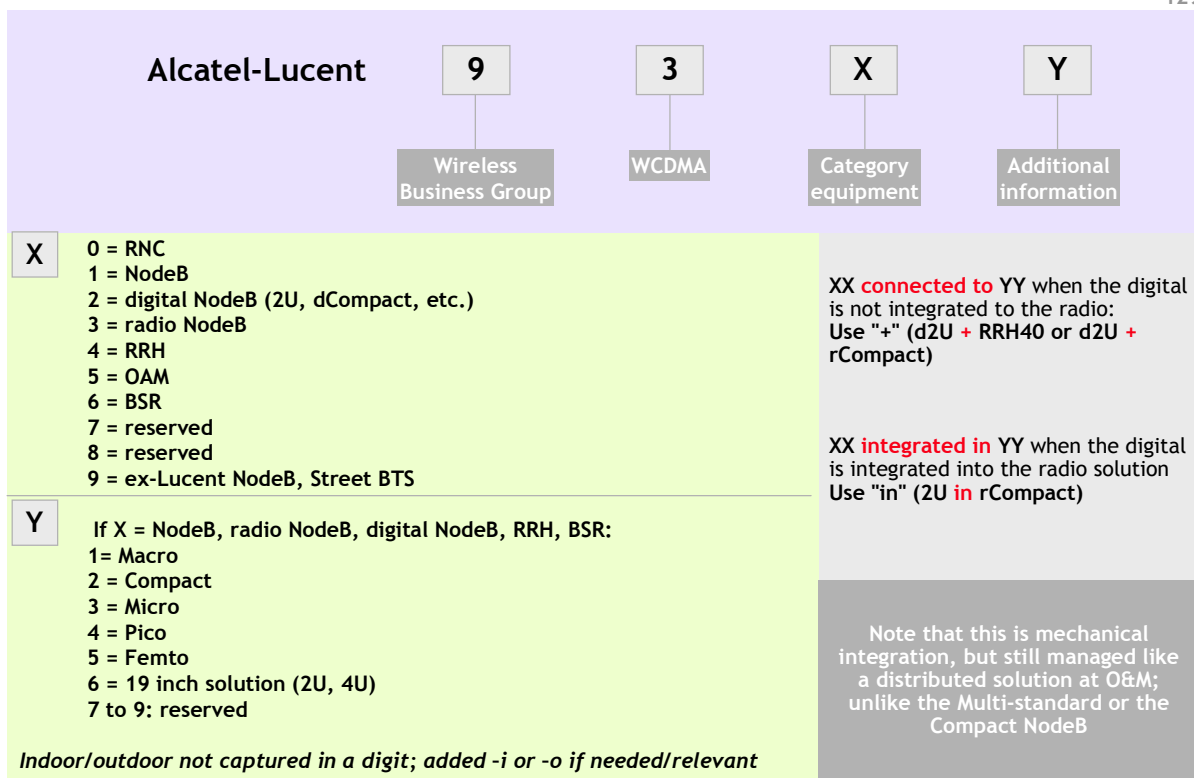 Alcatel-Lucent 9 3 X Y
Wireless
Business Group
WCDMA
Category
equipment
Additional
information
X
0 = RNC
1 = NodeB
2 = digital NodeB (2U, dCompact, etc.)
3 = radio NodeB
4 = RRH
5 = OAM
6 = BSR
7 = reserved
8 = reserved
9 = ex-Lucent NodeB, Street BTS
Y
If X = NodeB, radio NodeB, digital NodeB, RRH, BSR:
1= Macro
2 = Compact
3 = Micro
4 = Pico
5 = Femto
6 = 19 inch solution (2U, 4U)
7 to 9: reserved
Indoor/outdoor not captured in a digit; added -i or -o if needed/relevant
XX connected to YY when the digital
is not integrated to the radio:
Use "+" (d2U + RRH40 or d2U +
rCompact)
XX integrated in YY when the digital
is integrated into the radio solution
Use "in" (2U in rCompact)
Note that this is mechanical
integration, but still managed like
a distributed solution at O&M;
unlike the Multi-standard or the
Compact NodeB